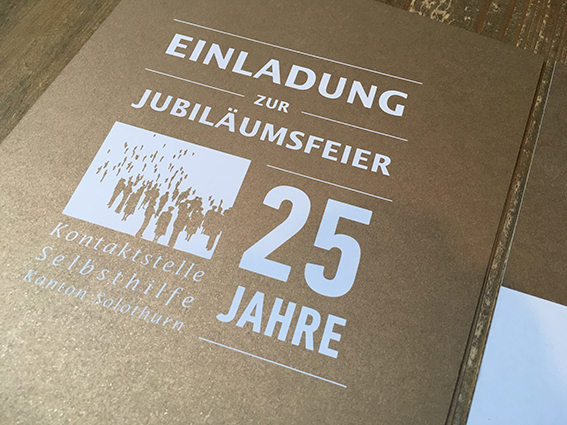 EINLADUNG
ZUR
JUBILÄUMSFEIER
Kontaktstelle
Selbsthilfe
Kanton Solothurn
25
JAHRE